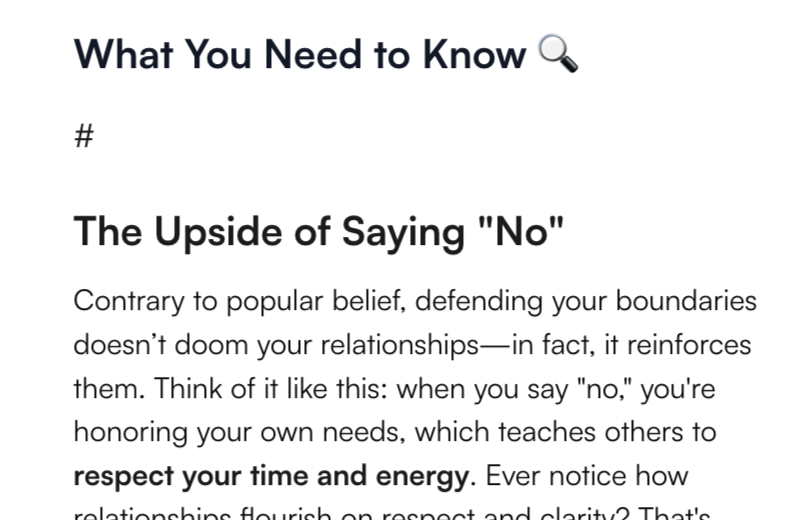 What You Need to Know 🔍
#
The Upside of Saying "No"
Contrary to popular belief, defending your boundaries
doesn’t doom your relationships—in fact, it reinforces
them. Think of it like this: when you say "no," you're
honoring your own needs, which teaches others to
respect your time and energy. Ever notice how
relationships flourish on respect and clarity? That's